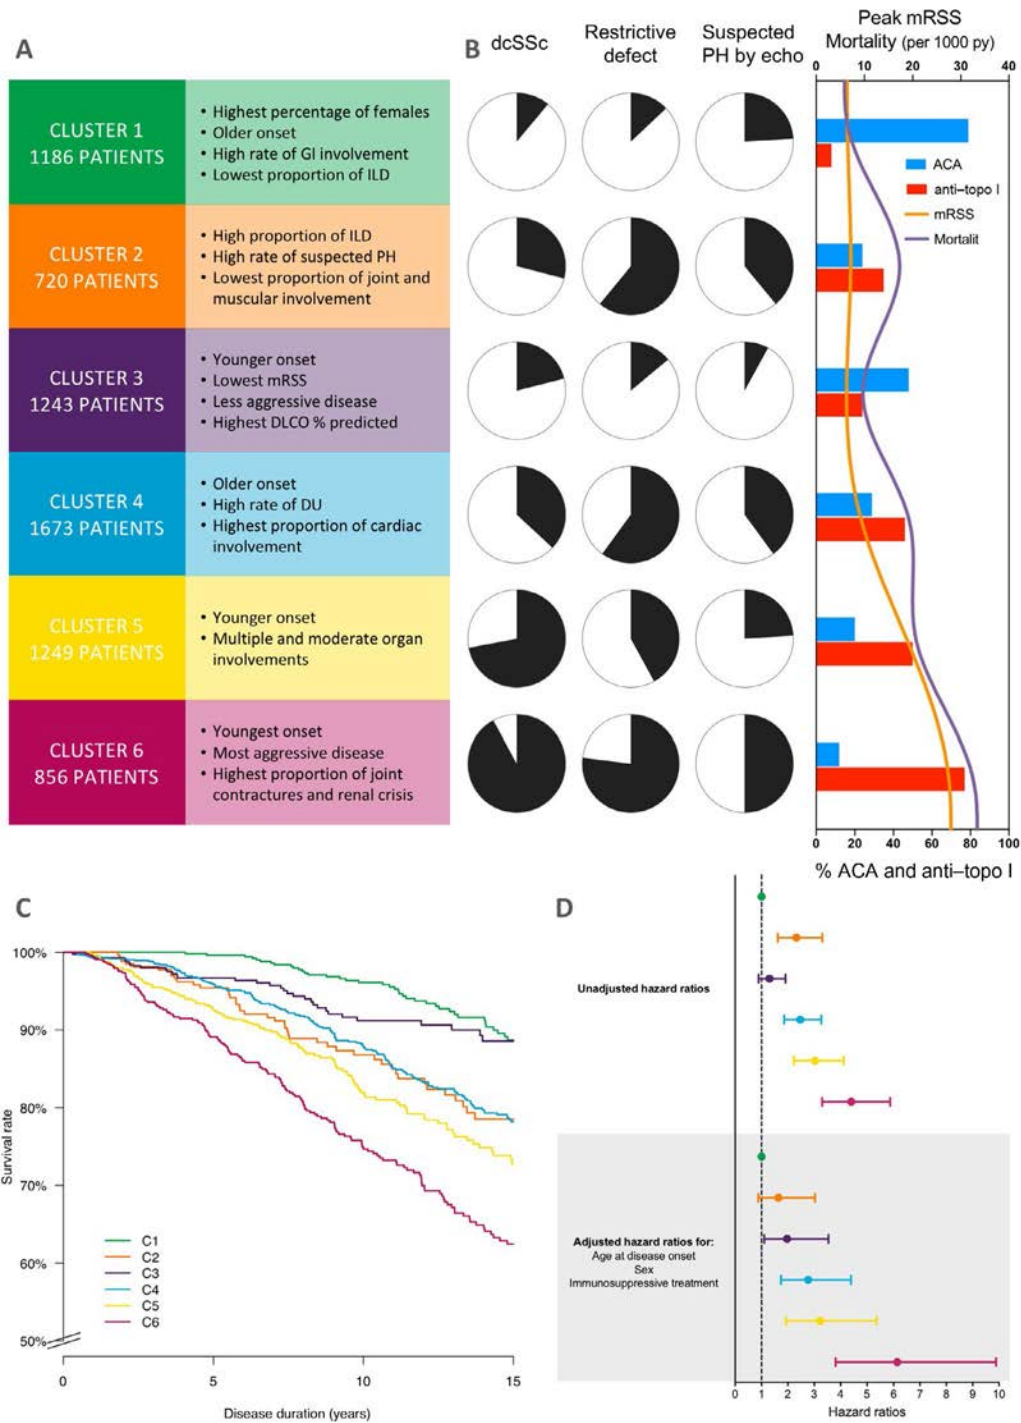 A
CLUSTER 1
1186 PATIENTS
• Highest percentage of females
• Older onset
• High rate of GI involvement
• Lowest proportion of ILD
CLUSTER 2
720 PATIENTS
• High proportion of ILD
• High rate of suspected PH
• Lowest proportion of joint and
muscular involvement
CLUSTER 3
1243 PATIENTS
• Younger onset
• Lowest mRSS
• Less aggressive disease
• Highest DLCO % predicted
CLUSTER 4
1673 PATIENTS
• Older onset
• High rate of DU
• Highest proportion of cardiac
involvement
CLUSTER 5
1249 PATIENTS
• Younger onset
• Multiple and moderate organ
involvements
CLUSTER 6
856 PATIENTS
• Youngest onset
• Most aggressive disease
• Highest proportion of joint
contractures and renal crisis
B
dcSSc
Restrictive
defect
Suspected
PH by echo
Peak mRSS
Mortality (per 1000 py)
0 10 20 30 40
ACA
anti–topo I
mRSS
Mortalit
0 20 40 60 80 100
% ACA and anti–topo I
C
100%
90%
80%
70%
60%
50%
Survival rate
C1
C2
C3
C4
C5
C6
0 5 10 15
Disease duration (years)
D
Unadjusted hazard ratios
Adjusted hazard ratios for:
Age at disease onset
Sex
Immunosuppressive treatment
0 1 2 3 4 5 6 7 8 9 10
Hazard ratios